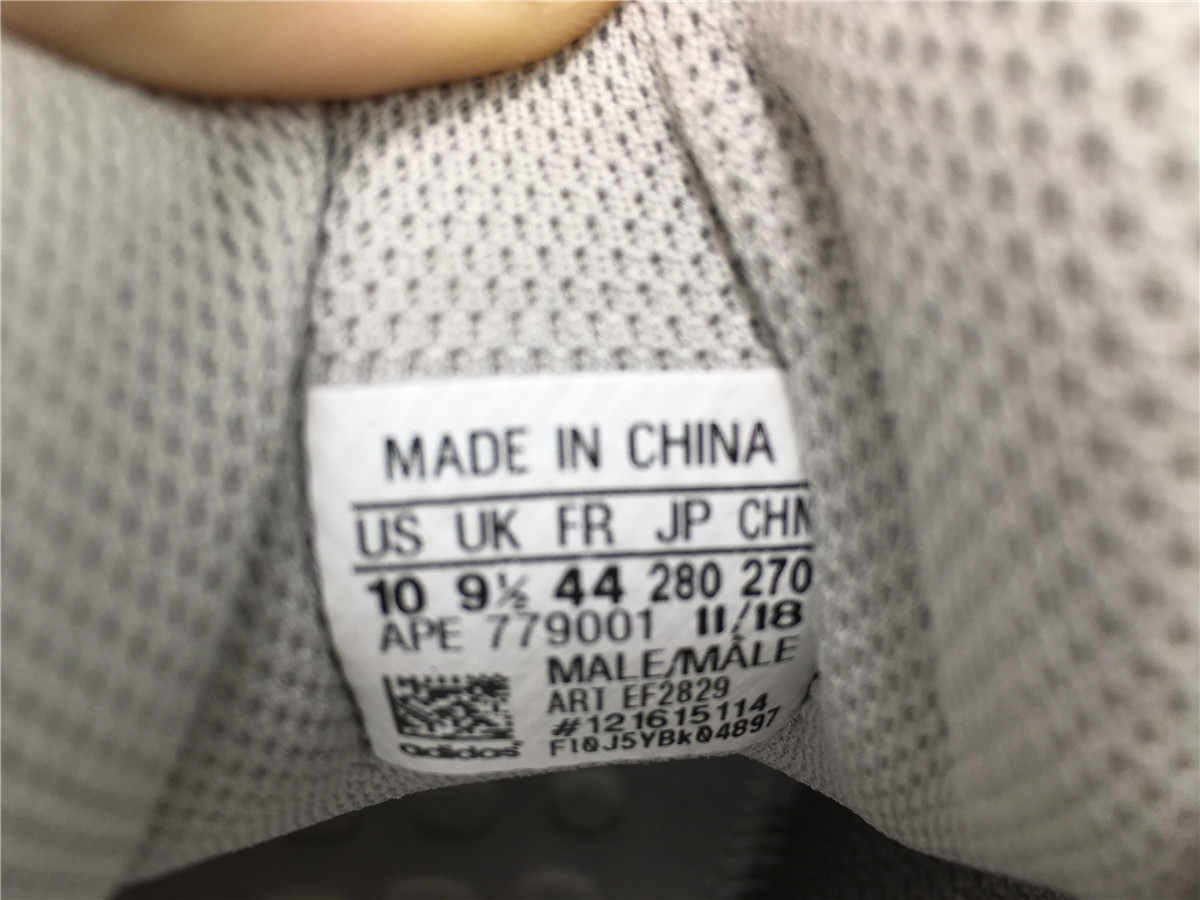 MADE IN CHINA
US UK FR JP CHN
10 9½ 44 280 270
APE 779001 11/18
MALE/MÂLE
ART EF2829
#121615114
F10J5YBk04897
adidas